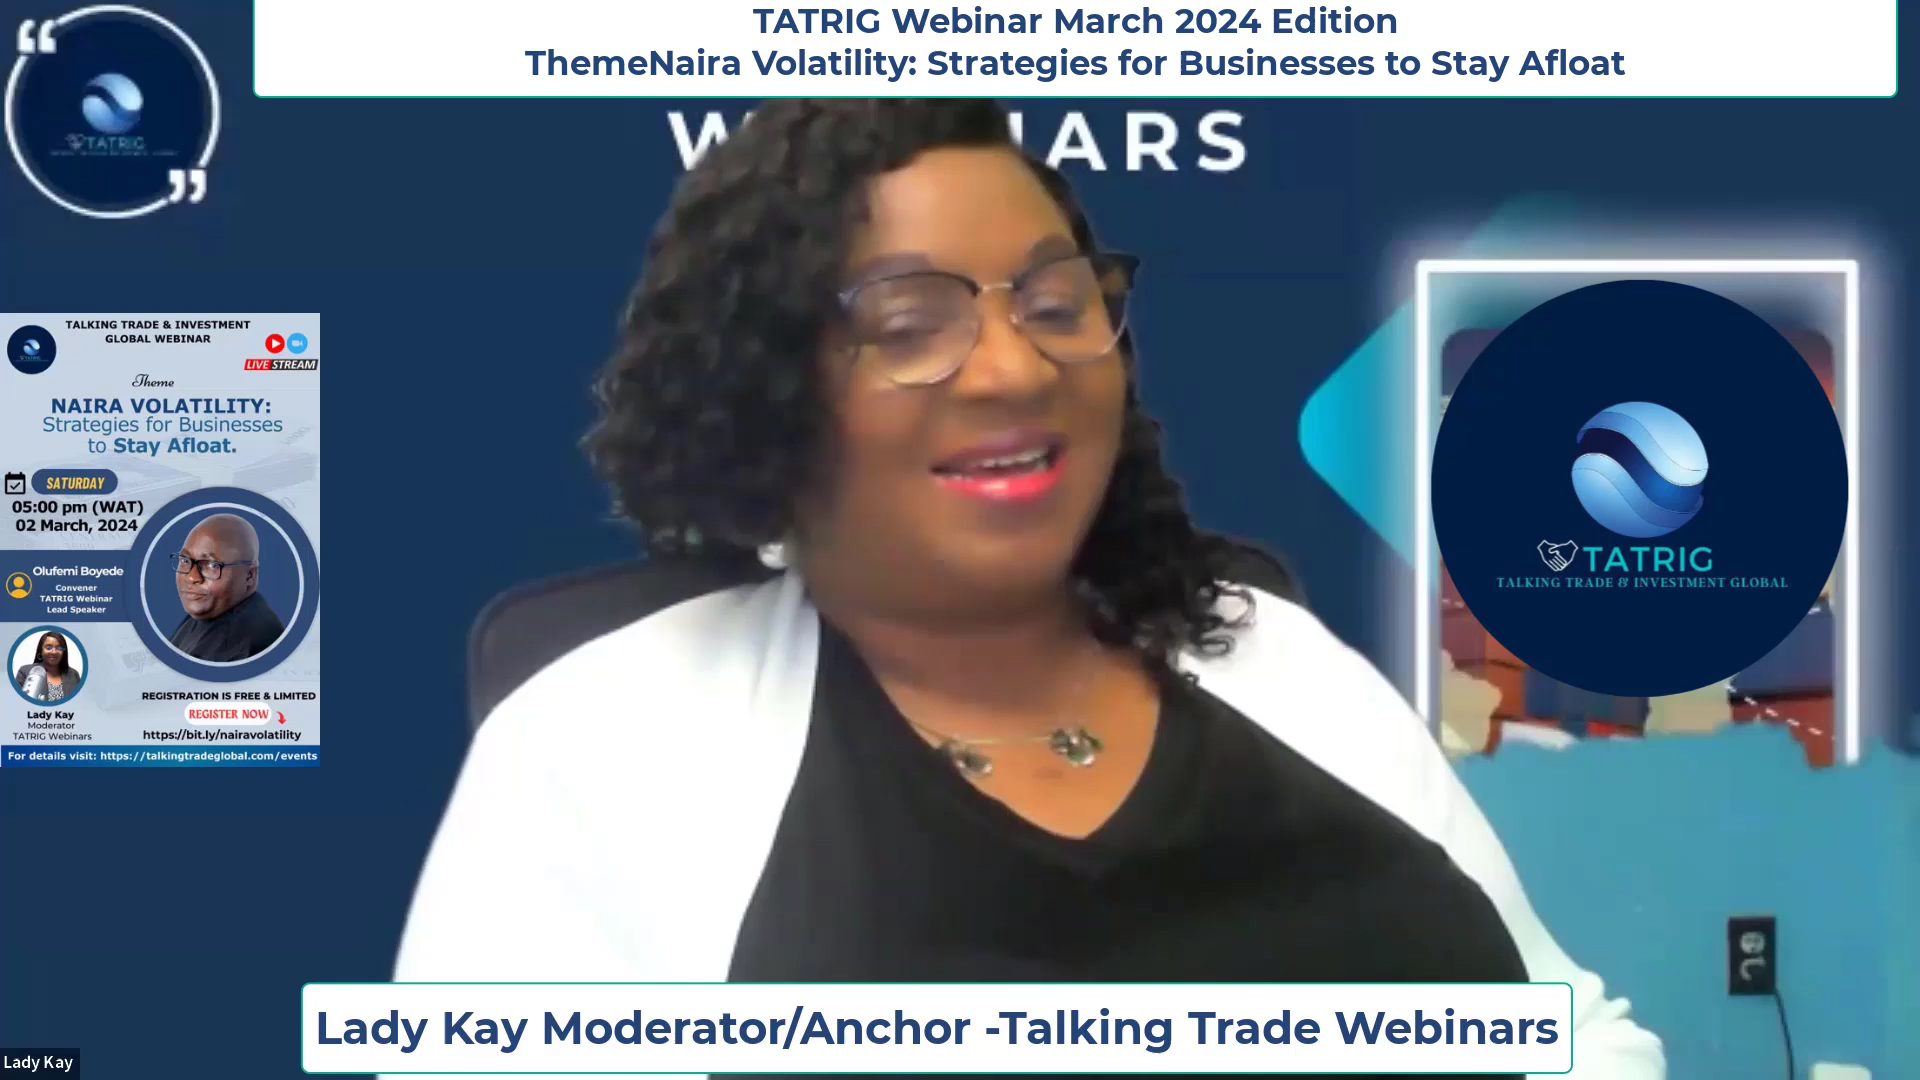 TATRIG Webinar March 2024 Edition
ThemeNaira Volatility: Strategies for Businesses to Stay Afloat
TATRIG
ARS
TALKING TRADE & INVESTMENT
GLOBAL WEBINAR
LIVE STREAM
Theme
NAIRA VOLATILITY:
Strategies for Businesses
to Stay Afloat.
SATURDAY
05:00 pm (WAT)
02 March, 2024
Olufemi Boyede
Convener
TATRIG Webinar
Lead Speaker
Lady Kay
Moderator
TATRIG Webinars
REGISTRATION IS FREE & LIMITED
REGISTER NOW
https://bit.ly/nairavolatility
For details visit: https://talkingtradeglobal.com/events
TATRIG
TALKING TRADE & INVESTMENT GLOBAL
Lady Kay Moderator/Anchor -Talking Trade Webinars
Lady Kay